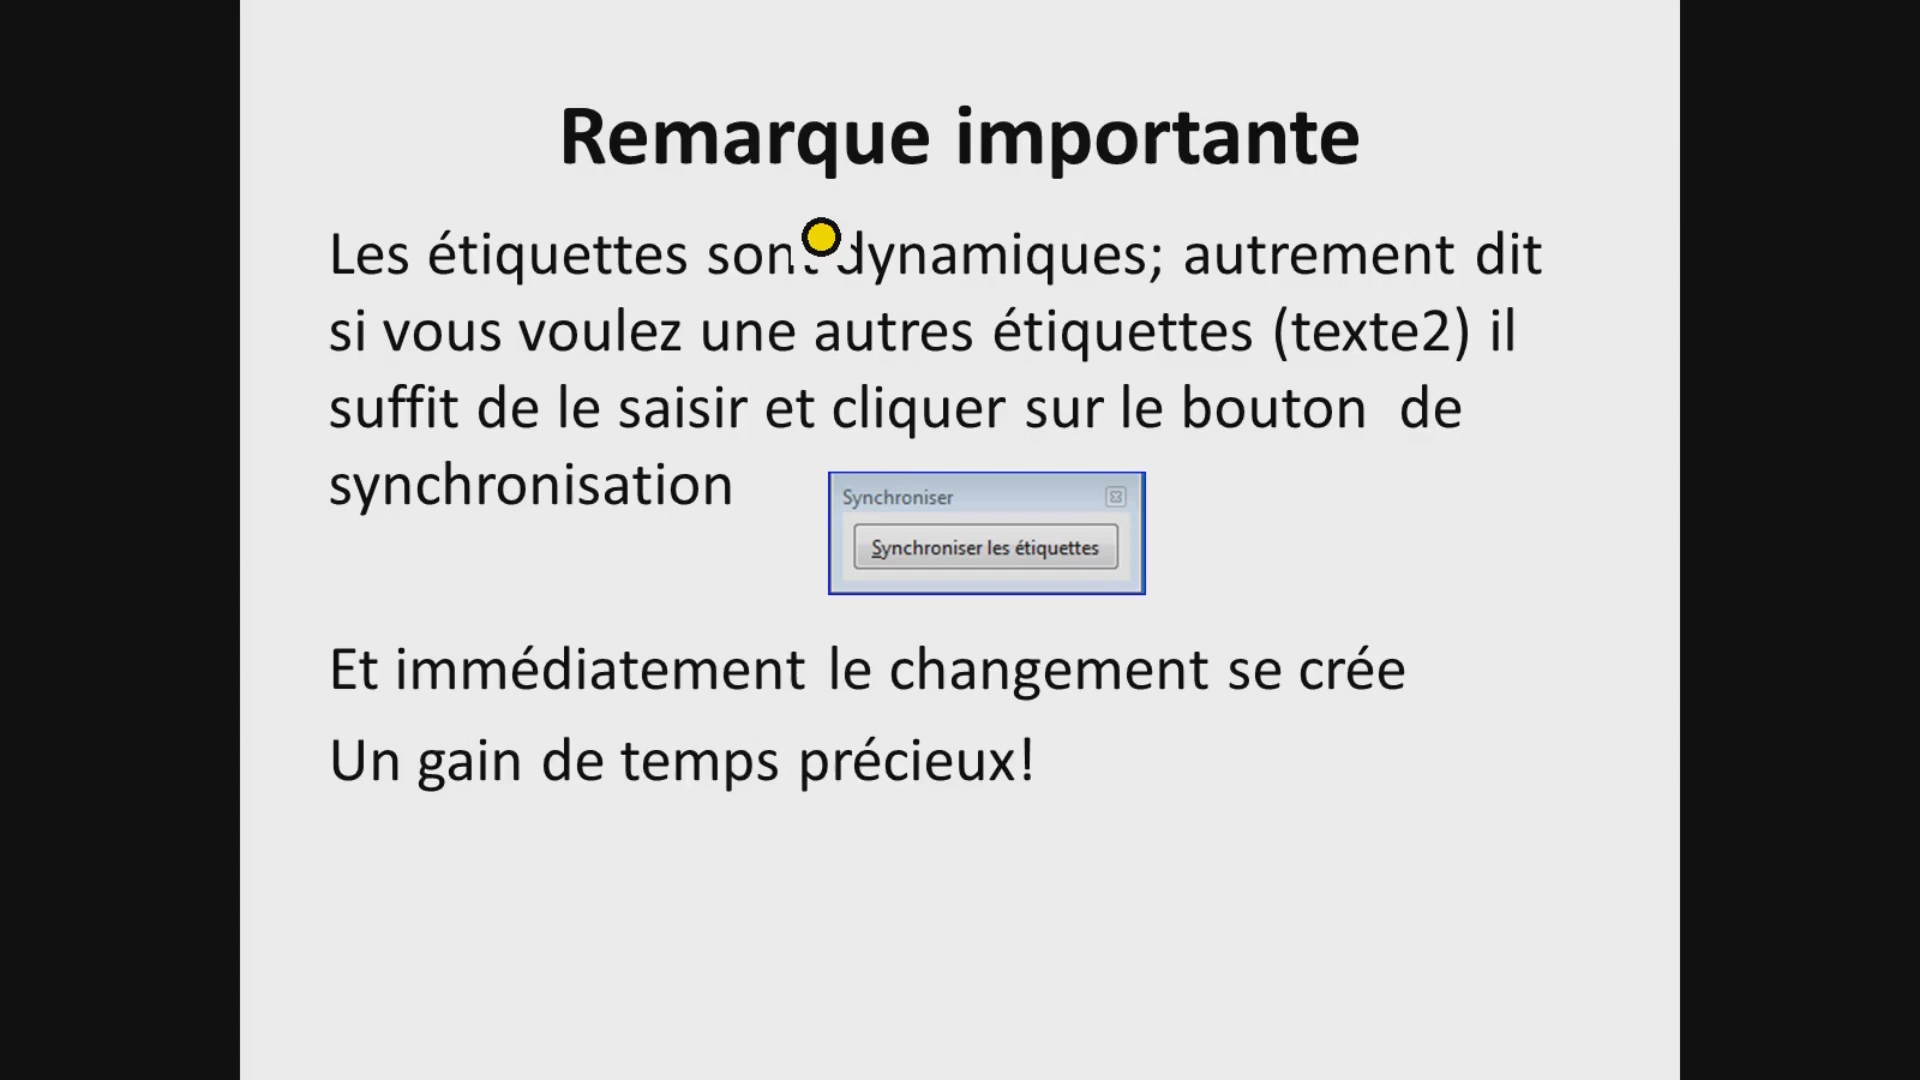 Remarque importante
Les étiquettes sont dynamiques; autrement dit
si vous voulez une autres étiquettes (texte2) il
suffit de le saisir et cliquer sur le bouton de
synchronisation
Synchroniser
Synchroniser les étiquettes
Et immédiatement le changement se crée
Un gain de temps précieux!